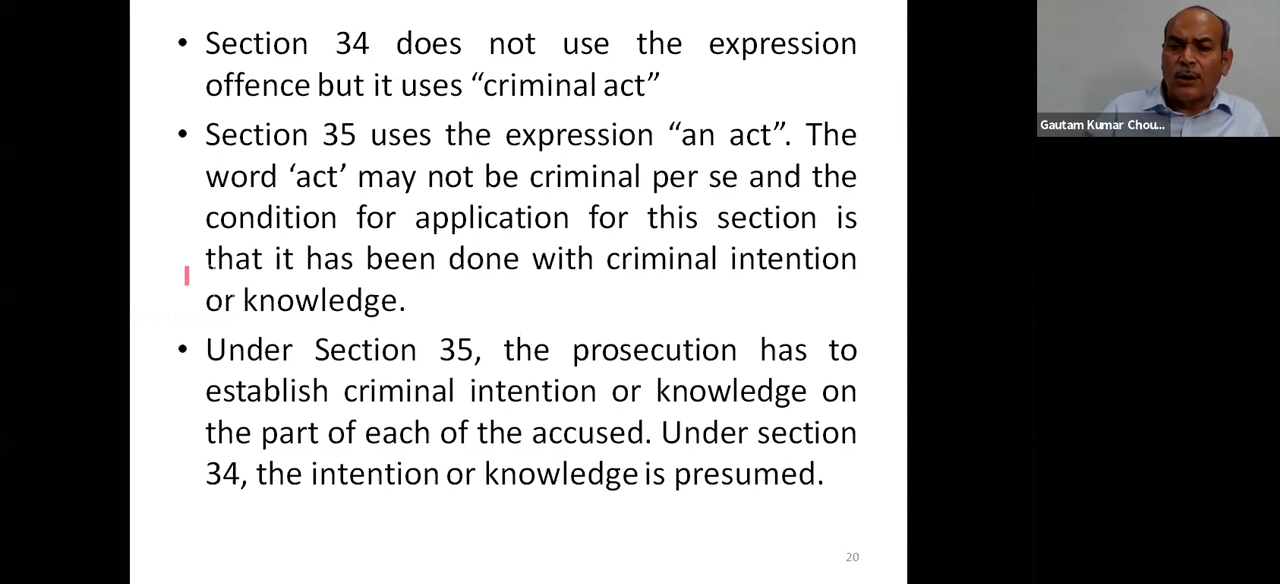 • Section 34 does not use the expression
offence but it uses “criminal act”
• Section 35 uses the expression “an act”. The
word ‘act’ may not be criminal per se and the
condition for application for this section is
that it has been done with criminal intention
or knowledge.
• Under Section 35, the prosecution has to
establish criminal intention or knowledge on
the part of each of the accused. Under section
34, the intention or knowledge is presumed.
20
Gautam Kumar Chou...